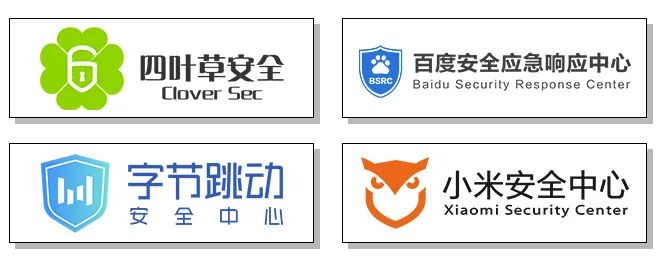 四叶草安全
Clover Sec
BSRC
百度安全应急响应中心
Baidu Security Response Center
字节跳动
安全中心
小米安全中心
Xiaomi Security Center